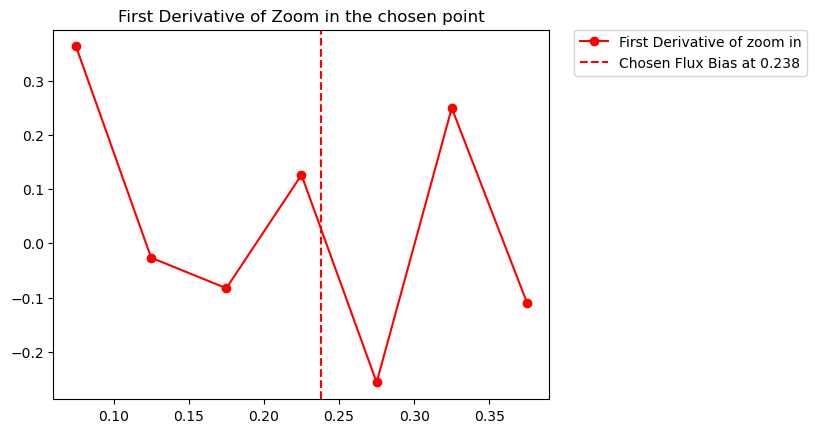 First Derivative of Zoom in the chosen point
First Derivative of zoom in
Chosen Flux Bias at 0.238
0.3
0.2
0.1
0.0
−0.1
−0.2
0.10 0.15 0.20 0.25 0.30 0.35